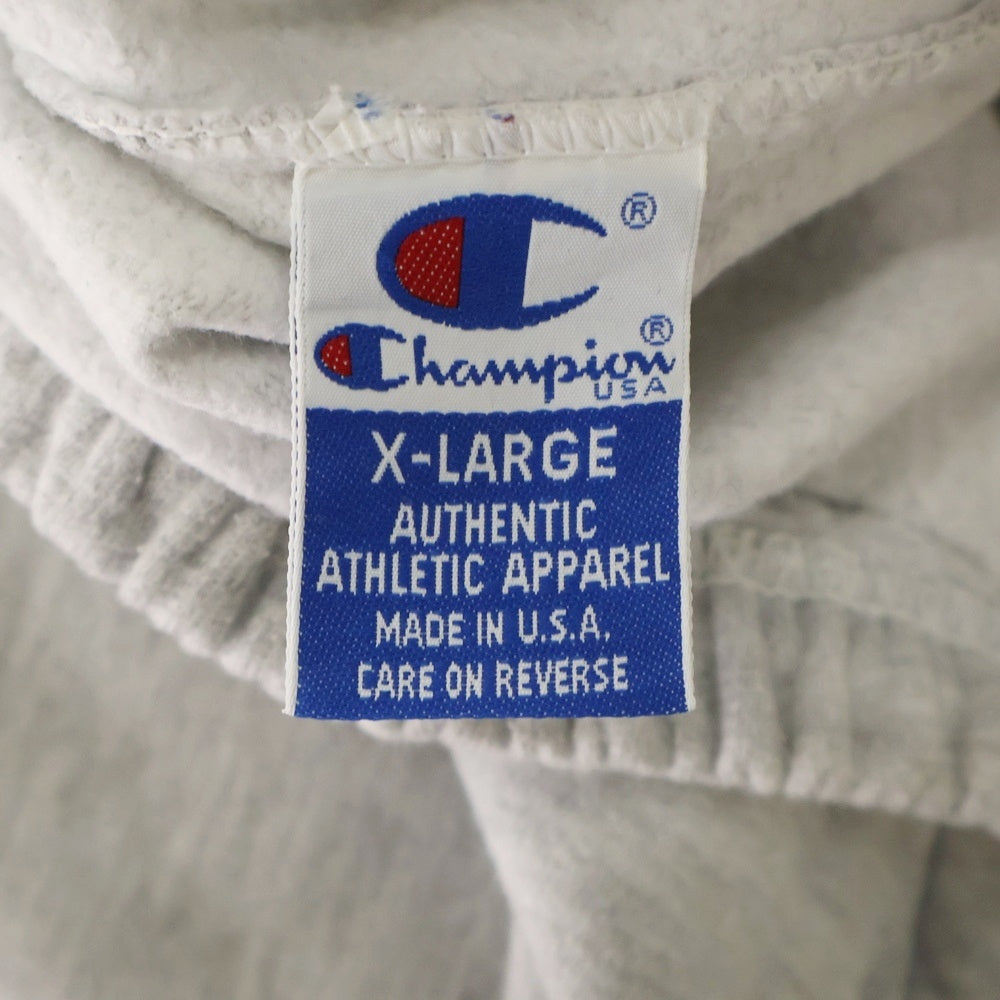 ®
Champion®
USA
X-LARGE
AUTHENTIC
ATHLETIC APPAREL
MADE IN U.S.A.
CARE ON REVERSE